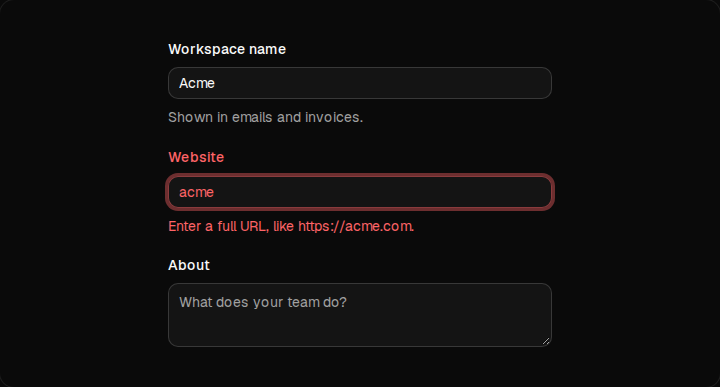 Workspace name
Acme
Shown in emails and invoices.
Website
acme
Enter a full URL, like https://acme.com.
About
What does your team do?